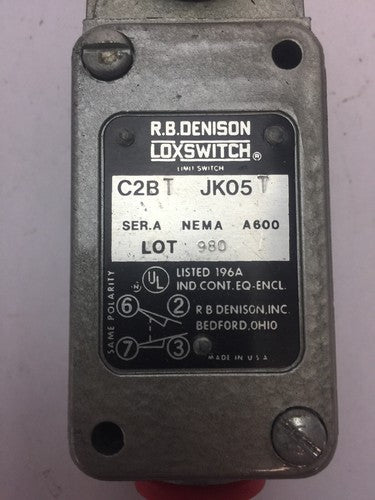 R.B.DENISON
LOXSWITCH®
LIMIT SWITCH
C2BT JK05T
SER.A NEMA A600
LOT 980
UL LISTED 196A
IND CONT. EQ-ENCL.
SAME POLARITY
6 2
7 3
R B DENISON, INC.
BEDFORD, OHIO
MADE IN U.S.A